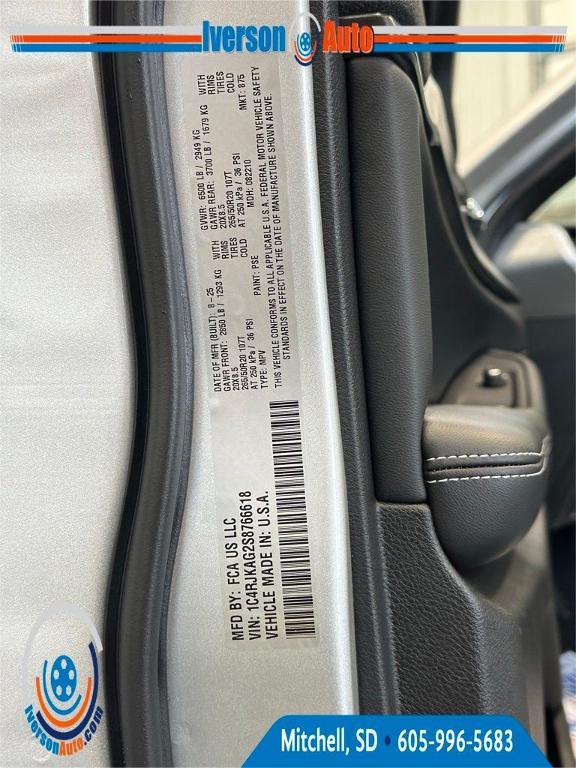 Iverson Auto
MFD BY: FCA US LLC
VIN: 1C4RJKAG2S8766618
VEHICLE MADE IN: U.S.A.
DATE OF MFR (BUILT): 8-25
GAWR FRONT: 2850 LB / 1293 KG WITH
20X8.5 RIMS
265/50R20 107T TIRES
AT 250 kPa / 36 PSI COLD
TYPE: MPV PAINT: PSE
GVWR: 6500 LB / 2949 KG
GAWR REAR: 3700 LB / 1679 KG WITH
20X8.5 RIMS
265/50R20 107T TIRES
AT 250 kPa / 36 PSI COLD
MDH: 082210 MKT: 875
THIS VEHICLE CONFORMS TO ALL APPLICABLE U.S.A. FEDERAL MOTOR VEHICLE SAFETY
STANDARDS IN EFFECT ON THE DATE OF MANUFACTURE SHOWN ABOVE.
Iverson
Auto.com
Mitchell, SD • 605-996-5683